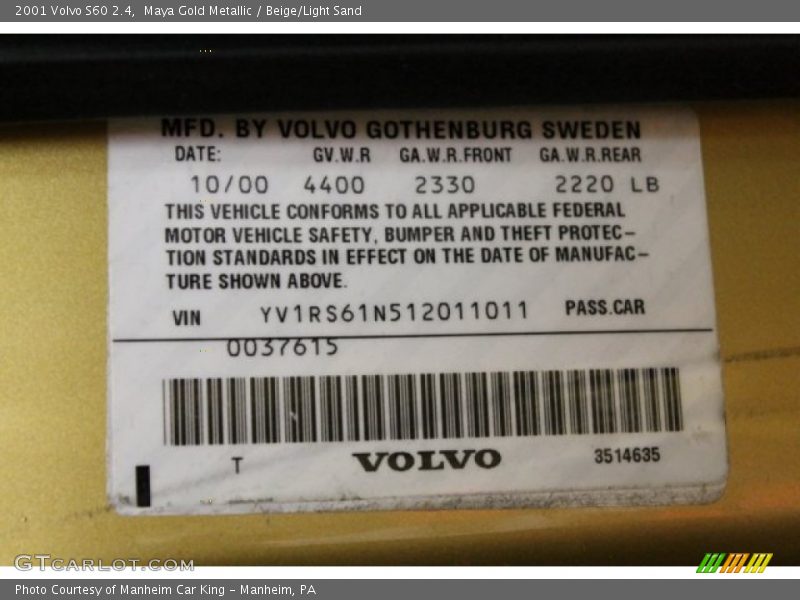 2001 Volvo S60 2.4, Maya Gold Metallic / Beige/Light Sand
MFD. BY VOLVO GOTHENBURG SWEDEN
DATE: GV.W.R GA.W.R.FRONT GA.W.R.REAR
10/00 4400 2330 2220 LB
THIS VEHICLE CONFORMS TO ALL APPLICABLE FEDERAL
MOTOR VEHICLE SAFETY, BUMPER AND THEFT PROTEC-
TION STANDARDS IN EFFECT ON THE DATE OF MANUFAC-
TURE SHOWN ABOVE.
VIN YV1RS61N512011011 PASS.CAR
0037615
T VOLVO 3514635
GTCARLOT.COM
Photo Courtesy of Manheim Car King - Manheim, PA